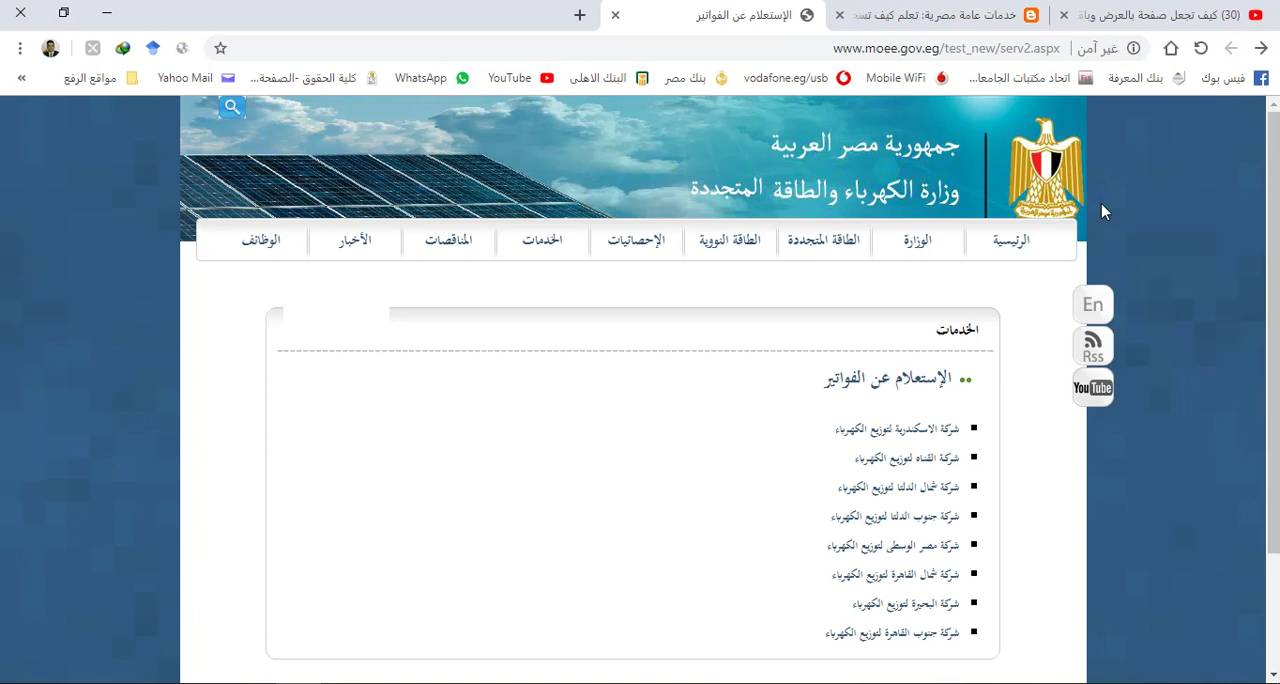 (30) كيف تجعل صفحة بالعرض وباق
خدمات عامة مصرية: تعلم كيف تسج
الإستعلام عن الفواتير
غير آمن
www.moee.gov.eg/test_new/serv2.aspx
فيس بوك
بنك المعرفة
اتحاد مكتبات الجامعا...
Mobile WiFi
vodafone.eg/usb
بنك مصر
البنك الاهلى
YouTube
WhatsApp
كلية الحقوق -الصفحة...
Yahoo Mail
مواقع الرفع
»
جمهورية مصر العربية
وزارة الكهرباء والطاقة المتجددة
الرئيسية
الوزارة
الطاقة المتجددة
الطاقة النووية
الإحصائيات
الخدمات
المناقصات
الأخبار
الوظائف
En
Rss
YouTube
الخدمات
الإستعلام عن الفواتير
شركة الاسكندرية لتوزيع الكهرباء
شركة القناه لتوزيع الكهرباء
شركة شمال الدلتا لتوزيع الكهرباء
شركة جنوب الدلتا لتوزيع الكهرباء
شركة مصر الوسطى لتوزيع الكهرباء
شركة شمال القاهرة لتوزيع الكهرباء
شركة البحيرة لتوزيع الكهرباء
شركة جنوب القاهرة لتوزيع الكهرباء